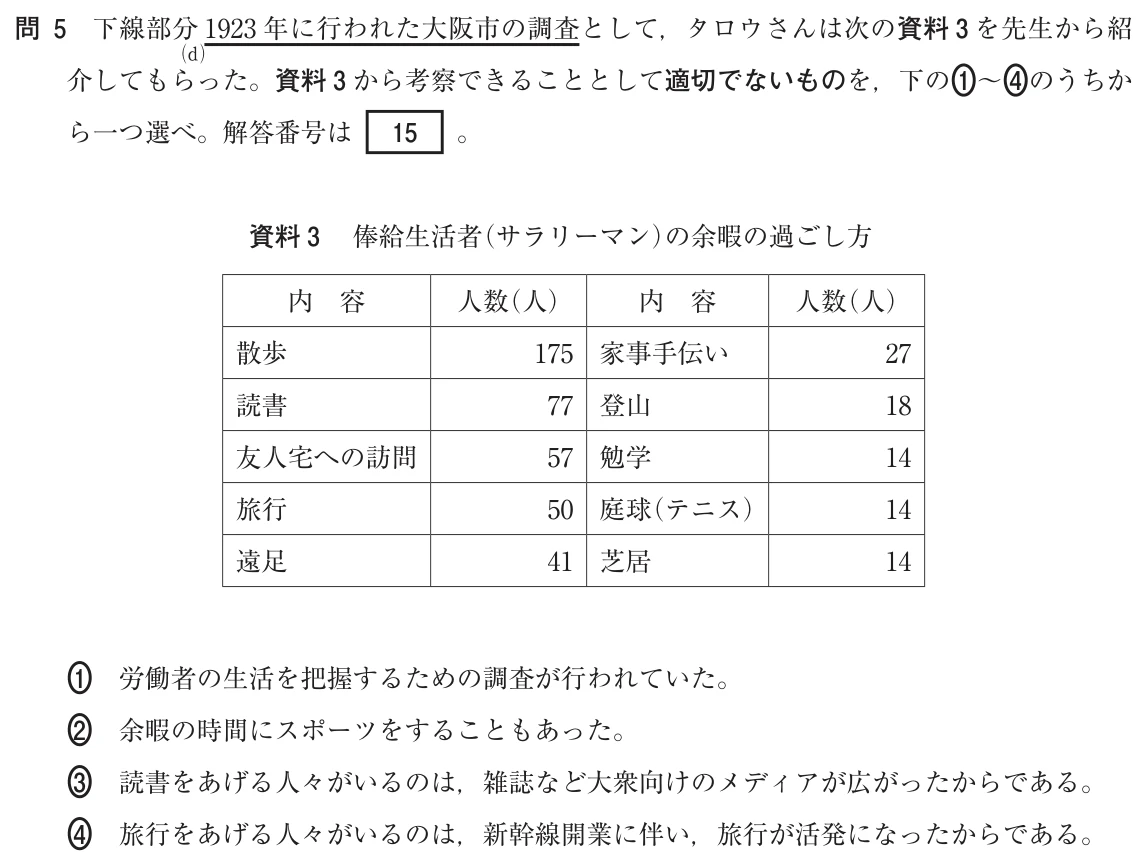 問 5 下線部分 1923 年に行われた大阪市の調査として，タロウさんは次の資料 3 を先生から紹
(d)
介してもらった。資料 3 から考察できることとして適切でないものを，下の①～④のうちか
ら一つ選べ。解答番号は 15 。
資料 3 俸給生活者(サラリーマン)の余暇の過ごし方
内 容 人数(人) 内 容 人数(人)
散歩 175 家事手伝い 27
読書 77 登山 18
友人宅への訪問 57 勉学 14
旅行 50 庭球(テニス) 14
遠足 41 芝居 14
① 労働者の生活を把握するための調査が行われていた。
② 余暇の時間にスポーツをすることもあった。
③ 読書をあげる人々がいるのは，雑誌など大衆向けのメディアが広がったからである。
④ 旅行をあげる人々がいるのは，新幹線開業に伴い，旅行が活発になったからである。